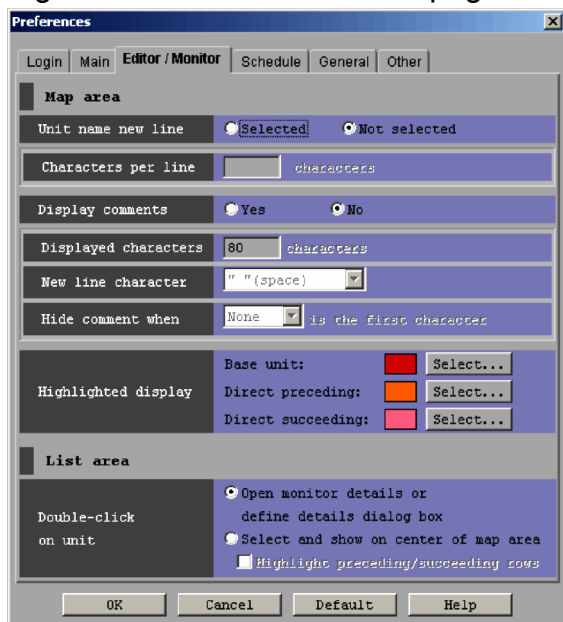 Preferences
Login Main Editor / Monitor Schedule General Other
Map area
Unit name new line Selected Not selected
Characters per line characters
Display comments Yes No
Displayed characters 80 characters
New line character " "(space)
Hide comment when None is the first character
Base unit: Select...
Highlighted display Direct preceding: Select...
Direct succeeding: Select...
List area
Open monitor details or
Double-click define details dialog box
on unit Select and show on center of map area
Highlight preceding/succeeding rows
OK Cancel Default Help